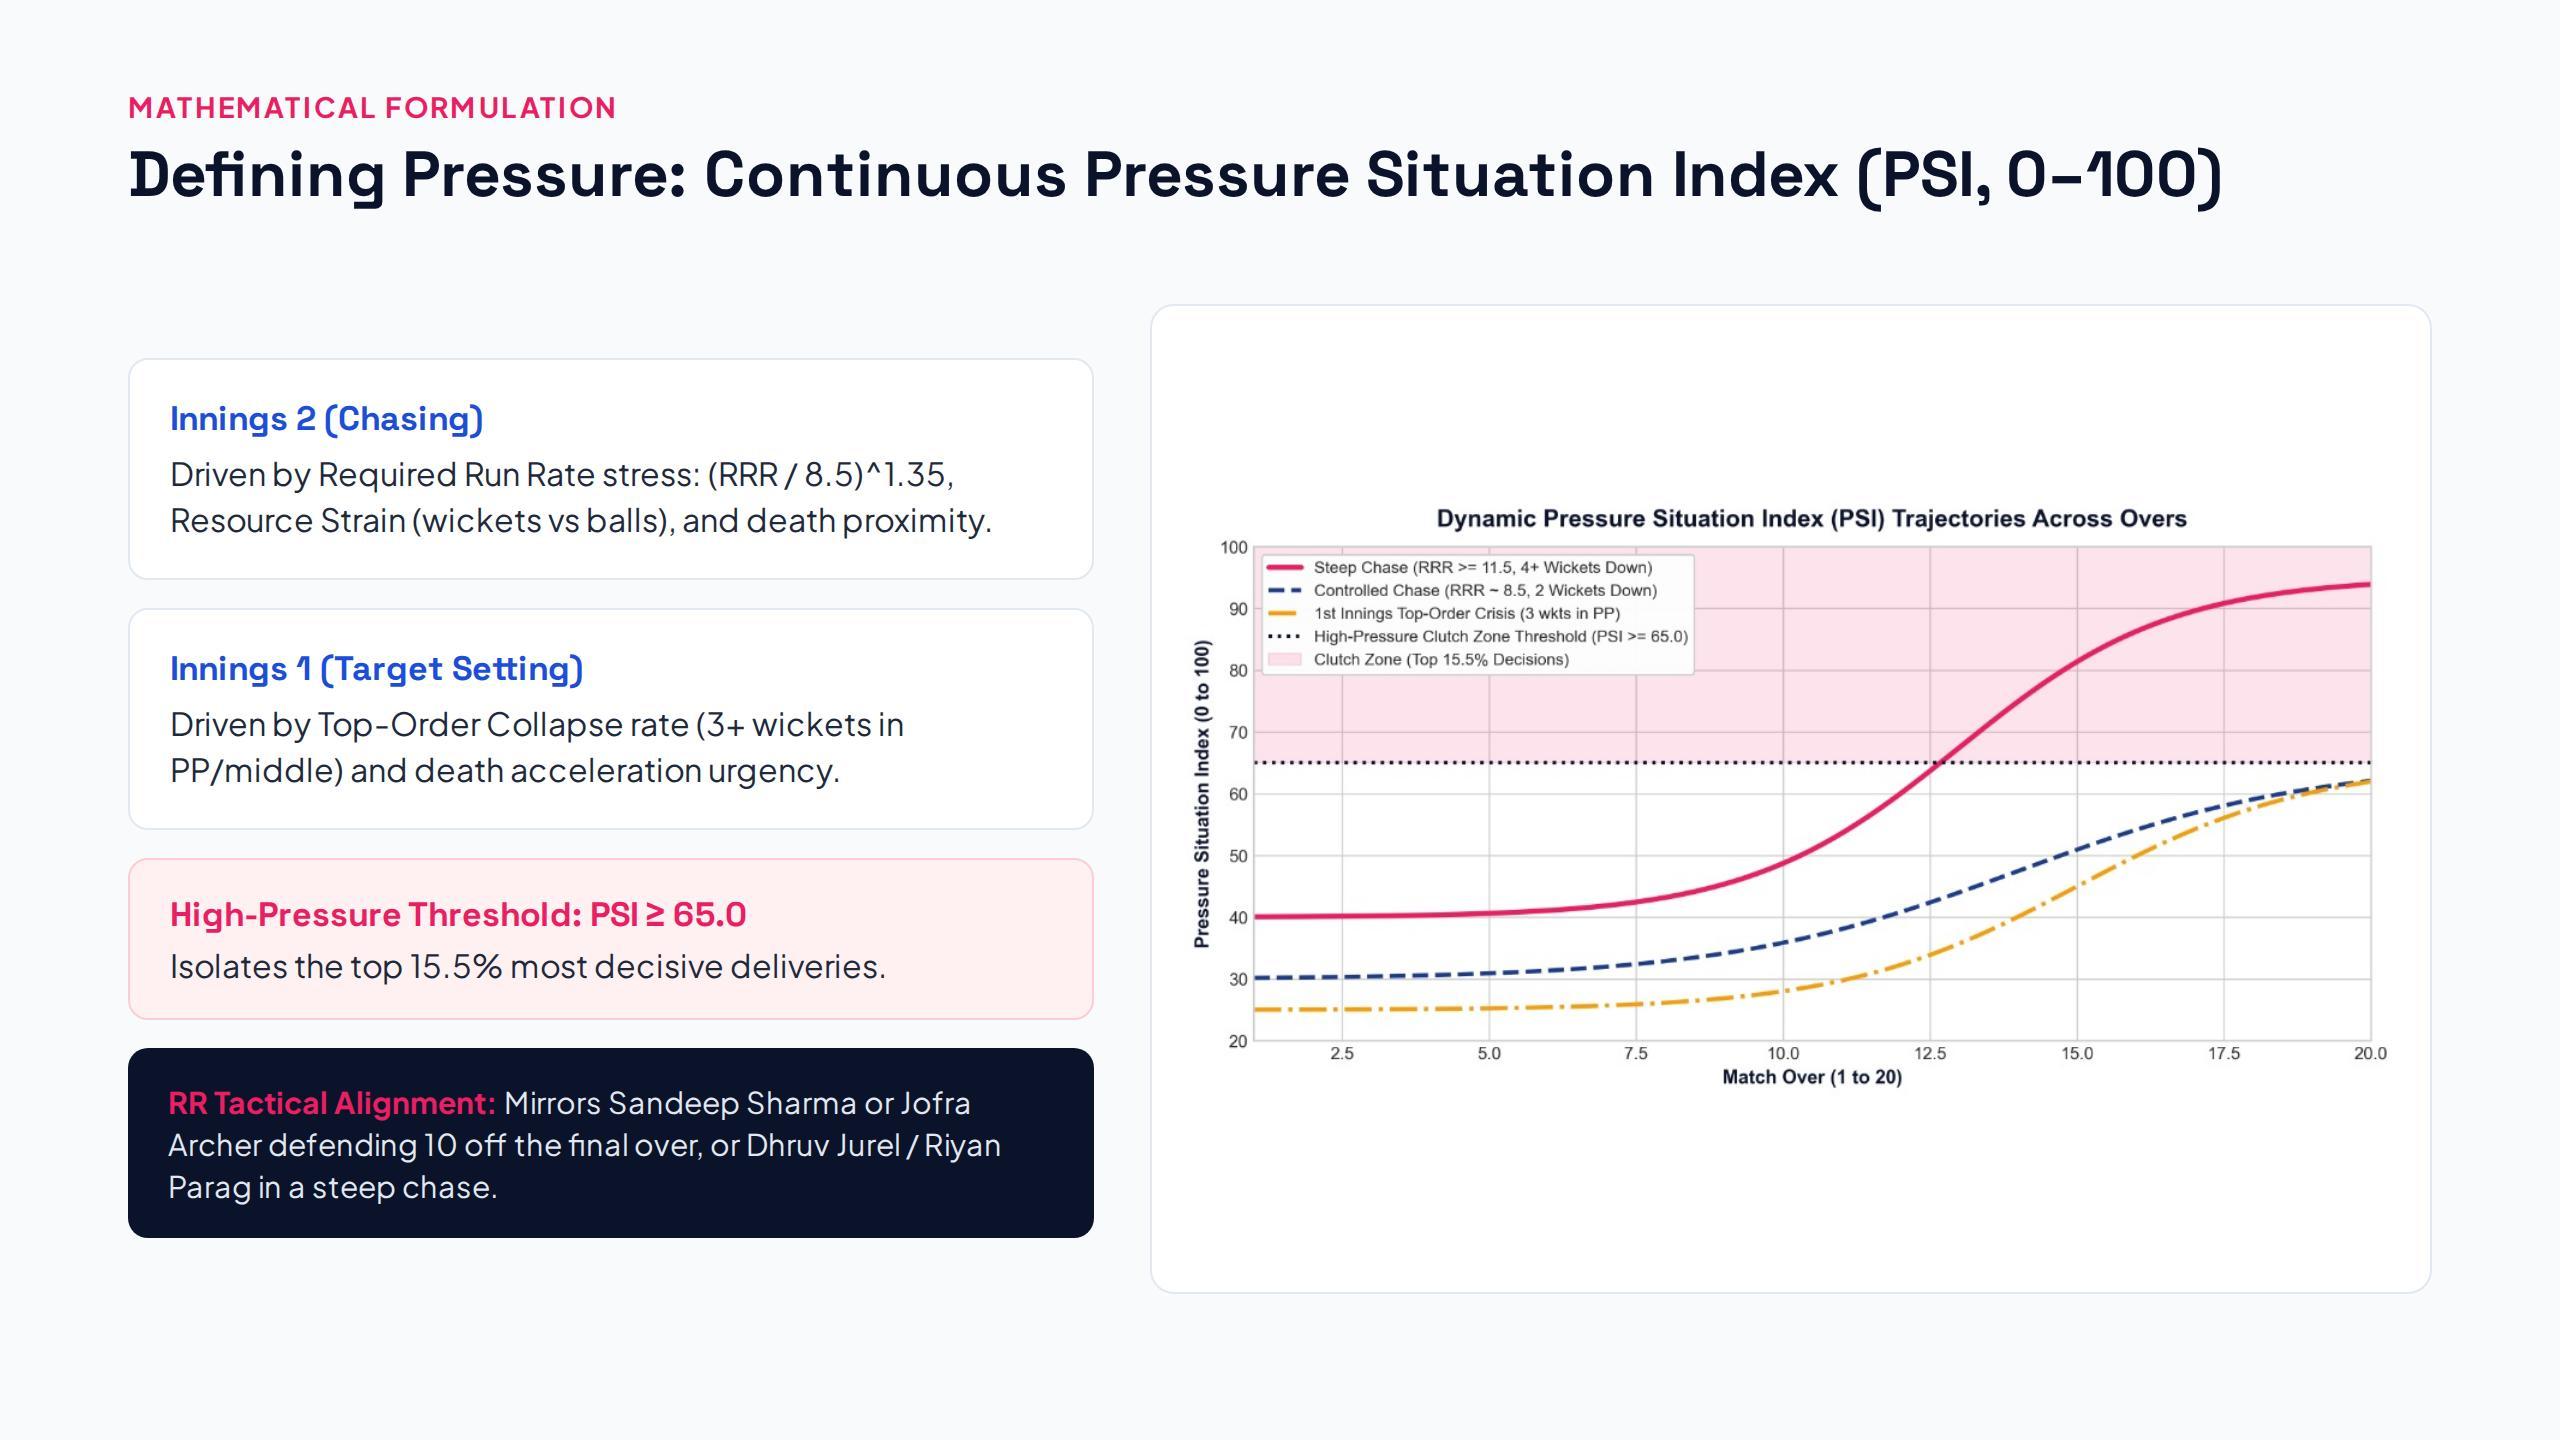 MATHEMATICAL FORMULATION
Defining Pressure: Continuous Pressure Situation Index (PSI, 0–100)
Innings 2 (Chasing)
Driven by Required Run Rate stress: (RRR / 8.5)^1.35,
Resource Strain (wickets vs balls), and death proximity.
Innings 1 (Target Setting)
Driven by Top-Order Collapse rate (3+ wickets in
PP/middle) and death acceleration urgency.
High-Pressure Threshold: PSI ≥ 65.0
Isolates the top 15.5% most decisive deliveries.
RR Tactical Alignment: Mirrors Sandeep Sharma or Jofra
Archer defending 10 off the final over, or Dhruv Jurel / Riyan
Parag in a steep chase.
Dynamic Pressure Situation Index (PSI) Trajectories Across Overs
Steep Chase (RRR >= 11.5, 4+ Wickets Down)
Controlled Chase (RRR ~ 8.5, 2 Wickets Down)
1st Innings Top-Order Crisis (3 wkts in PP)
High-Pressure Clutch Zone Threshold (PSI >= 65.0)
Clutch Zone (Top 15.5% Decisions)
Pressure Situation Index (0 to 100)
100
90
80
70
60
50
40
30
20
2.5 5.0 7.5 10.0 12.5 15.0 17.5 20.0
Match Over (1 to 20)